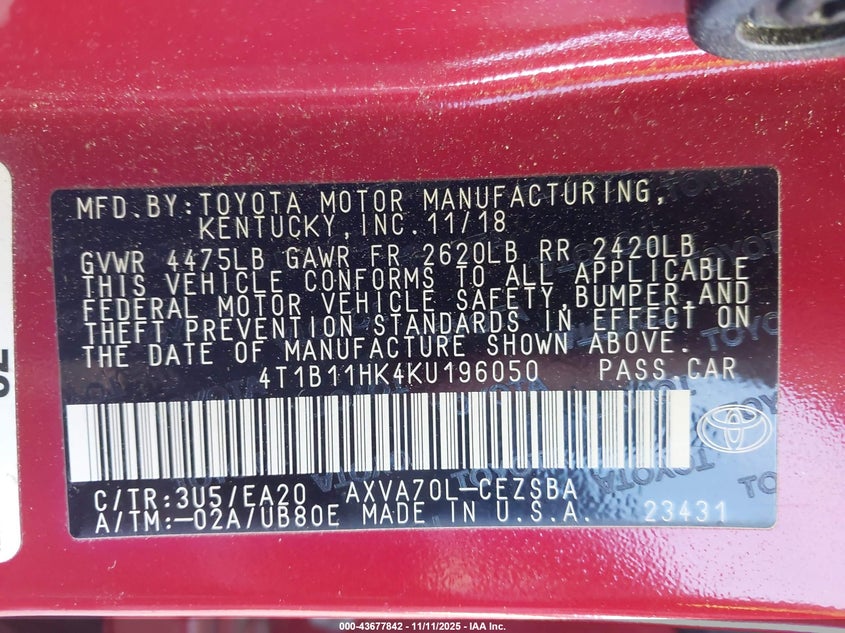 MFD.BY:TOYOTA MOTOR MANUFACTURING,
KENTUCKY,INC.11/18
GVWR 4475LB GAWR FR 2620LB RR 2420LB
THIS VEHICLE CONFORMS TO ALL APPLICABLE
FEDERAL MOTOR VEHICLE SAFETY,BUMPER,AND
THEFT PREVENTION STANDARDS IN EFFECT ON
THE DATE OF MANUFACTURE SHOWN ABOVE.
4T1B11HK4KU196050 PASS.CAR
C/TR:3U5/EA20 AXVA70L-CEZSBA
A/TM:-02A/UB80E MADE IN U.S.A. 23431
000-43677842 - 11/11/2025 - IAA Inc.